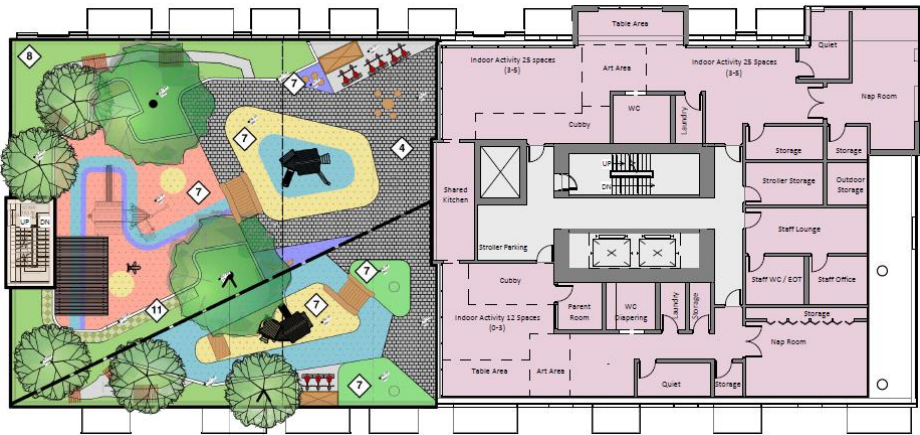 Table Area
8
Indoor Activity 25 spaces
(3-5)
Art Area
Indoor Activity 25 Spaces
(3-5)
Quiet
7
Nap Room
WC
Laundry
Cubby
7
4
Storage
Storage
UP
DN
Shared
Kitchen
Stroller Storage
Outdoor
Storage
7
UP
DN
Stroller Parking
Staff Lounge
7
Cubby
Staff WC / EOT
Staff Office
11
7
Indoor Activity 12 Spaces
(0-3)
Parent
Room
WC
Diapering
Laundry
Storage
Storage
Nap Room
Table Area
Art Area
7
Quiet
Storage